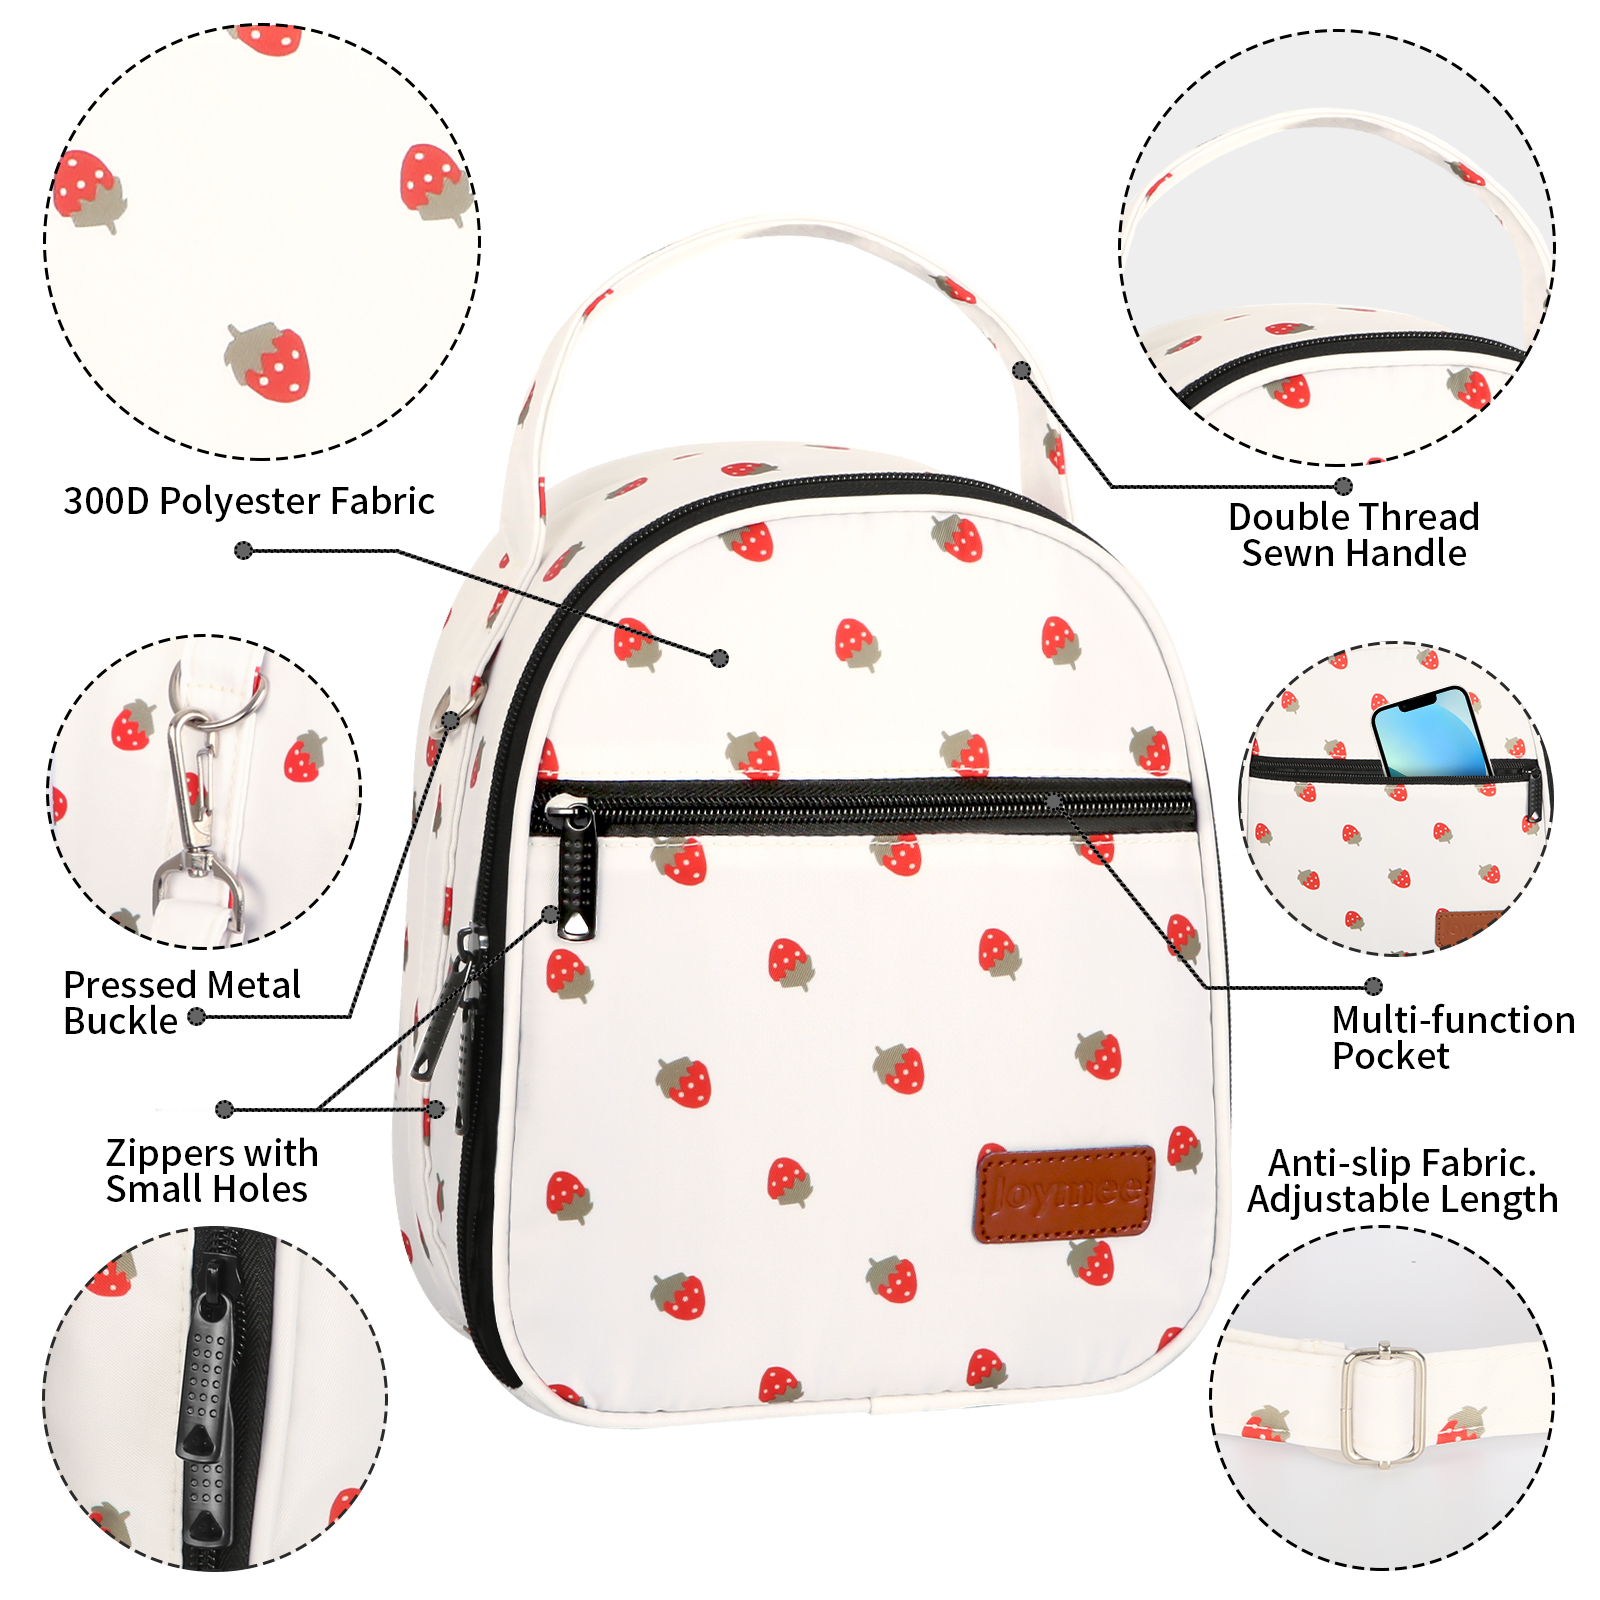 300D Polyester Fabric
Double Thread
Sewn Handle
Pressed Metal
Buckle
Multi-function
Pocket
Zippers with
Small Holes
Anti-slip Fabric.
Adjustable Length
Joymee